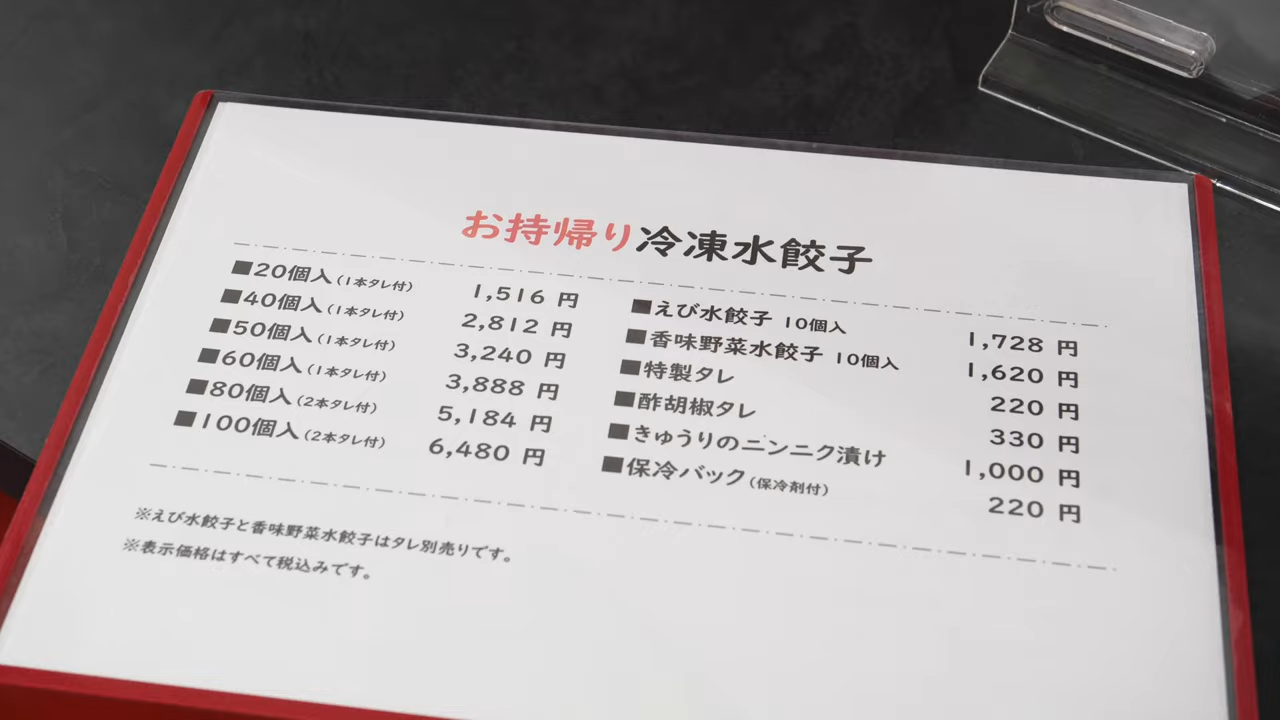 お持帰り冷凍水餃子
■20個入(1本タレ付) 1,516 円
■40個入(1本タレ付) 2,812 円
■50個入(1本タレ付) 3,240 円
■60個入(1本タレ付) 3,888 円
■80個入(2本タレ付) 5,184 円
■100個入(2本タレ付) 6,480 円
■えび水餃子 10個入 1,728 円
■香味野菜水餃子 10個入 1,620 円
■特製タレ 220 円
■酢胡椒タレ 330 円
■きゅうりのニンニク漬け 1,000 円
■保冷バック(保冷剤付) 220 円
※えび水餃子と香味野菜水餃子はタレ別売りです。
※表示価格はすべて税込みです。